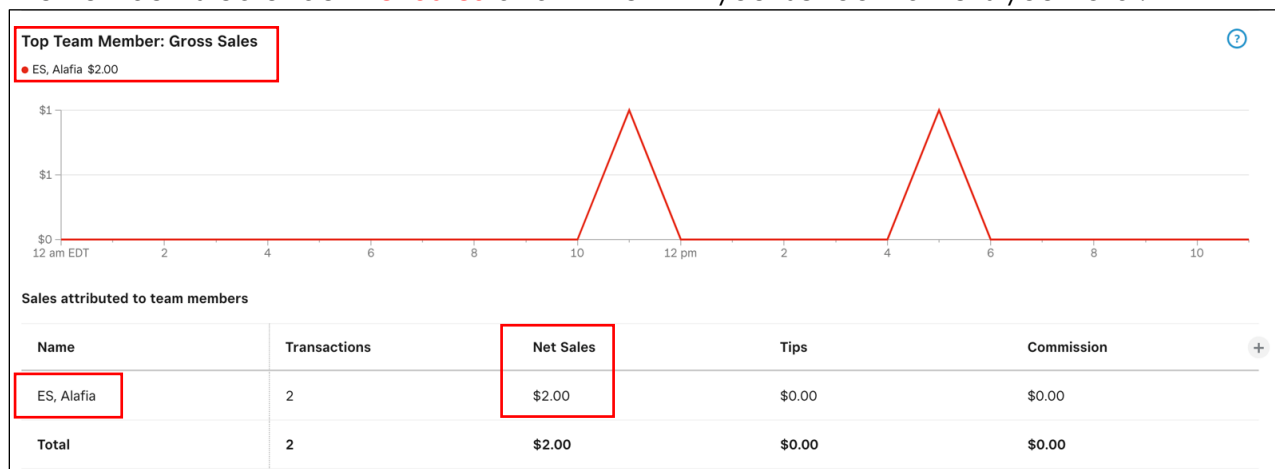 Top Team Member: Gross Sales
ES, Alafia $2.00
$1
$1
$0
12 am EDT 2 4 6 8 10 12 pm 2 4 6 8 10
Sales attributed to team members
Name Transactions Net Sales Tips Commission +
ES, Alafia 2 $2.00 $0.00 $0.00
Total 2 $2.00 $0.00 $0.00